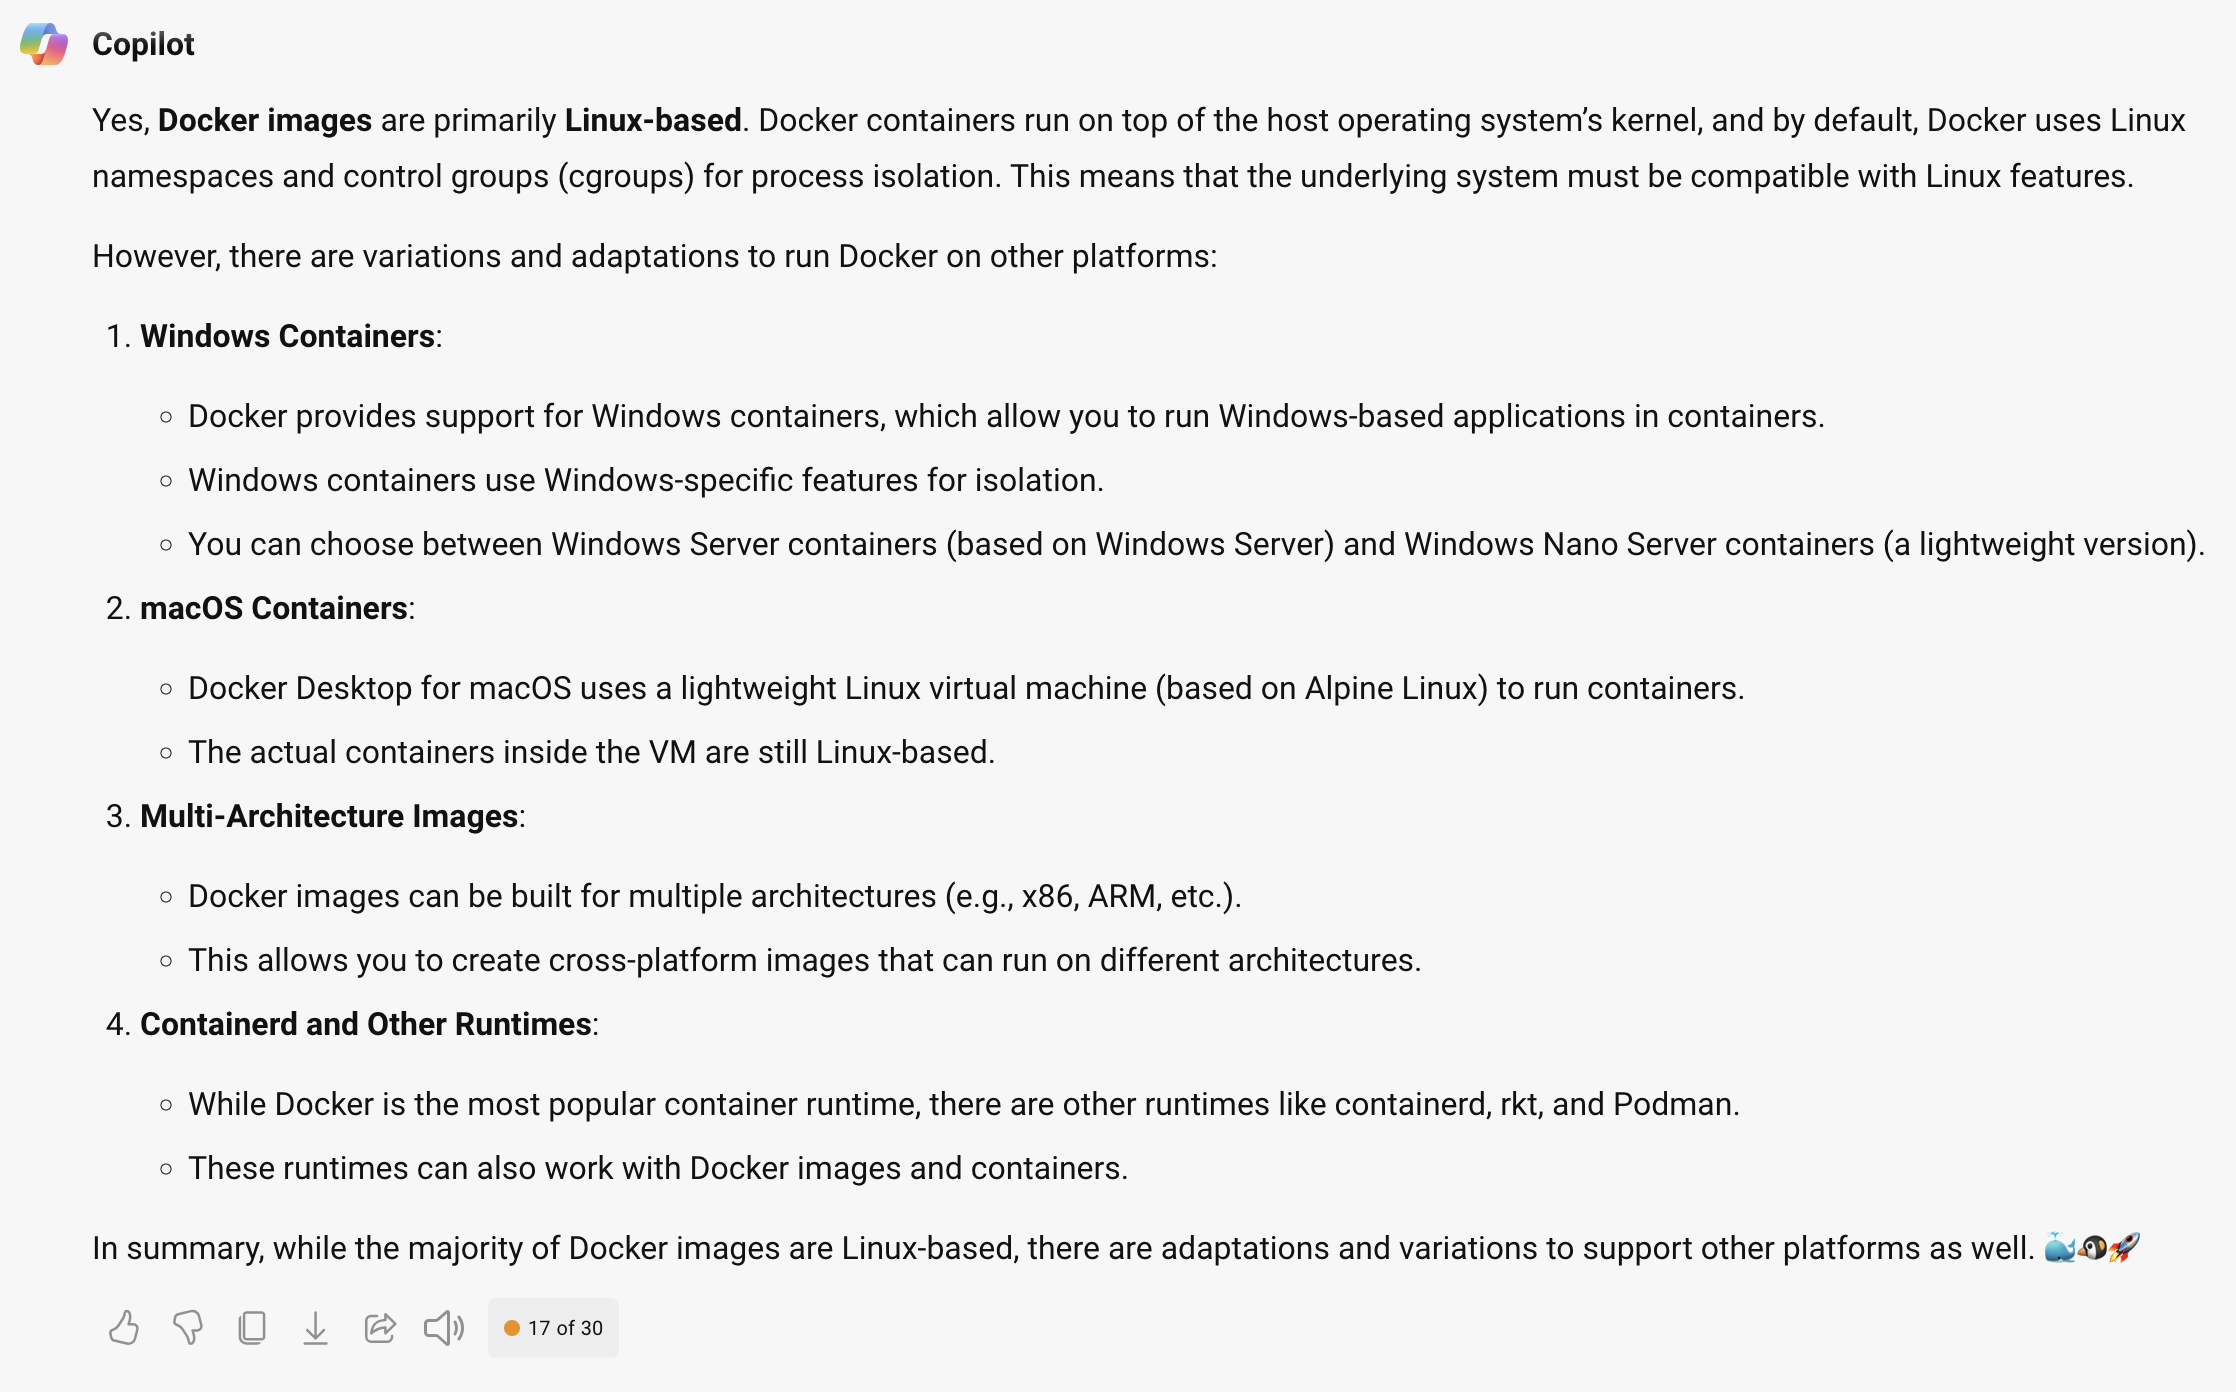 Copilot
Yes, Docker images are primarily Linux-based. Docker containers run on top of the host operating system’s kernel, and by default, Docker uses Linux
namespaces and control groups (cgroups) for process isolation. This means that the underlying system must be compatible with Linux features.
However, there are variations and adaptations to run Docker on other platforms:
1. Windows Containers:
◦ Docker provides support for Windows containers, which allow you to run Windows-based applications in containers.
◦ Windows containers use Windows-specific features for isolation.
◦ You can choose between Windows Server containers (based on Windows Server) and Windows Nano Server containers (a lightweight version).
2. macOS Containers:
◦ Docker Desktop for macOS uses a lightweight Linux virtual machine (based on Alpine Linux) to run containers.
◦ The actual containers inside the VM are still Linux-based.
3. Multi-Architecture Images:
◦ Docker images can be built for multiple architectures (e.g., x86, ARM, etc.).
◦ This allows you to create cross-platform images that can run on different architectures.
4. Containerd and Other Runtimes:
◦ While Docker is the most popular container runtime, there are other runtimes like containerd, rkt, and Podman.
◦ These runtimes can also work with Docker images and containers.
In summary, while the majority of Docker images are Linux-based, there are adaptations and variations to support other platforms as well. 🐳🐧🚀
17 of 30